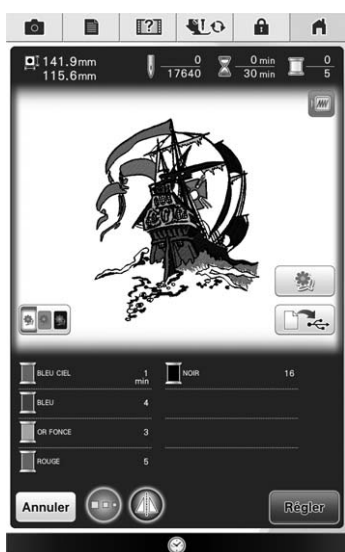 141.9mm 0 0 min 0
115.6mm 17640 30 min 5
BLEU CIEL 1 min NOIR 16
BLEU 4
OR FONCE 3
ROUGE 5
Annuler Régler